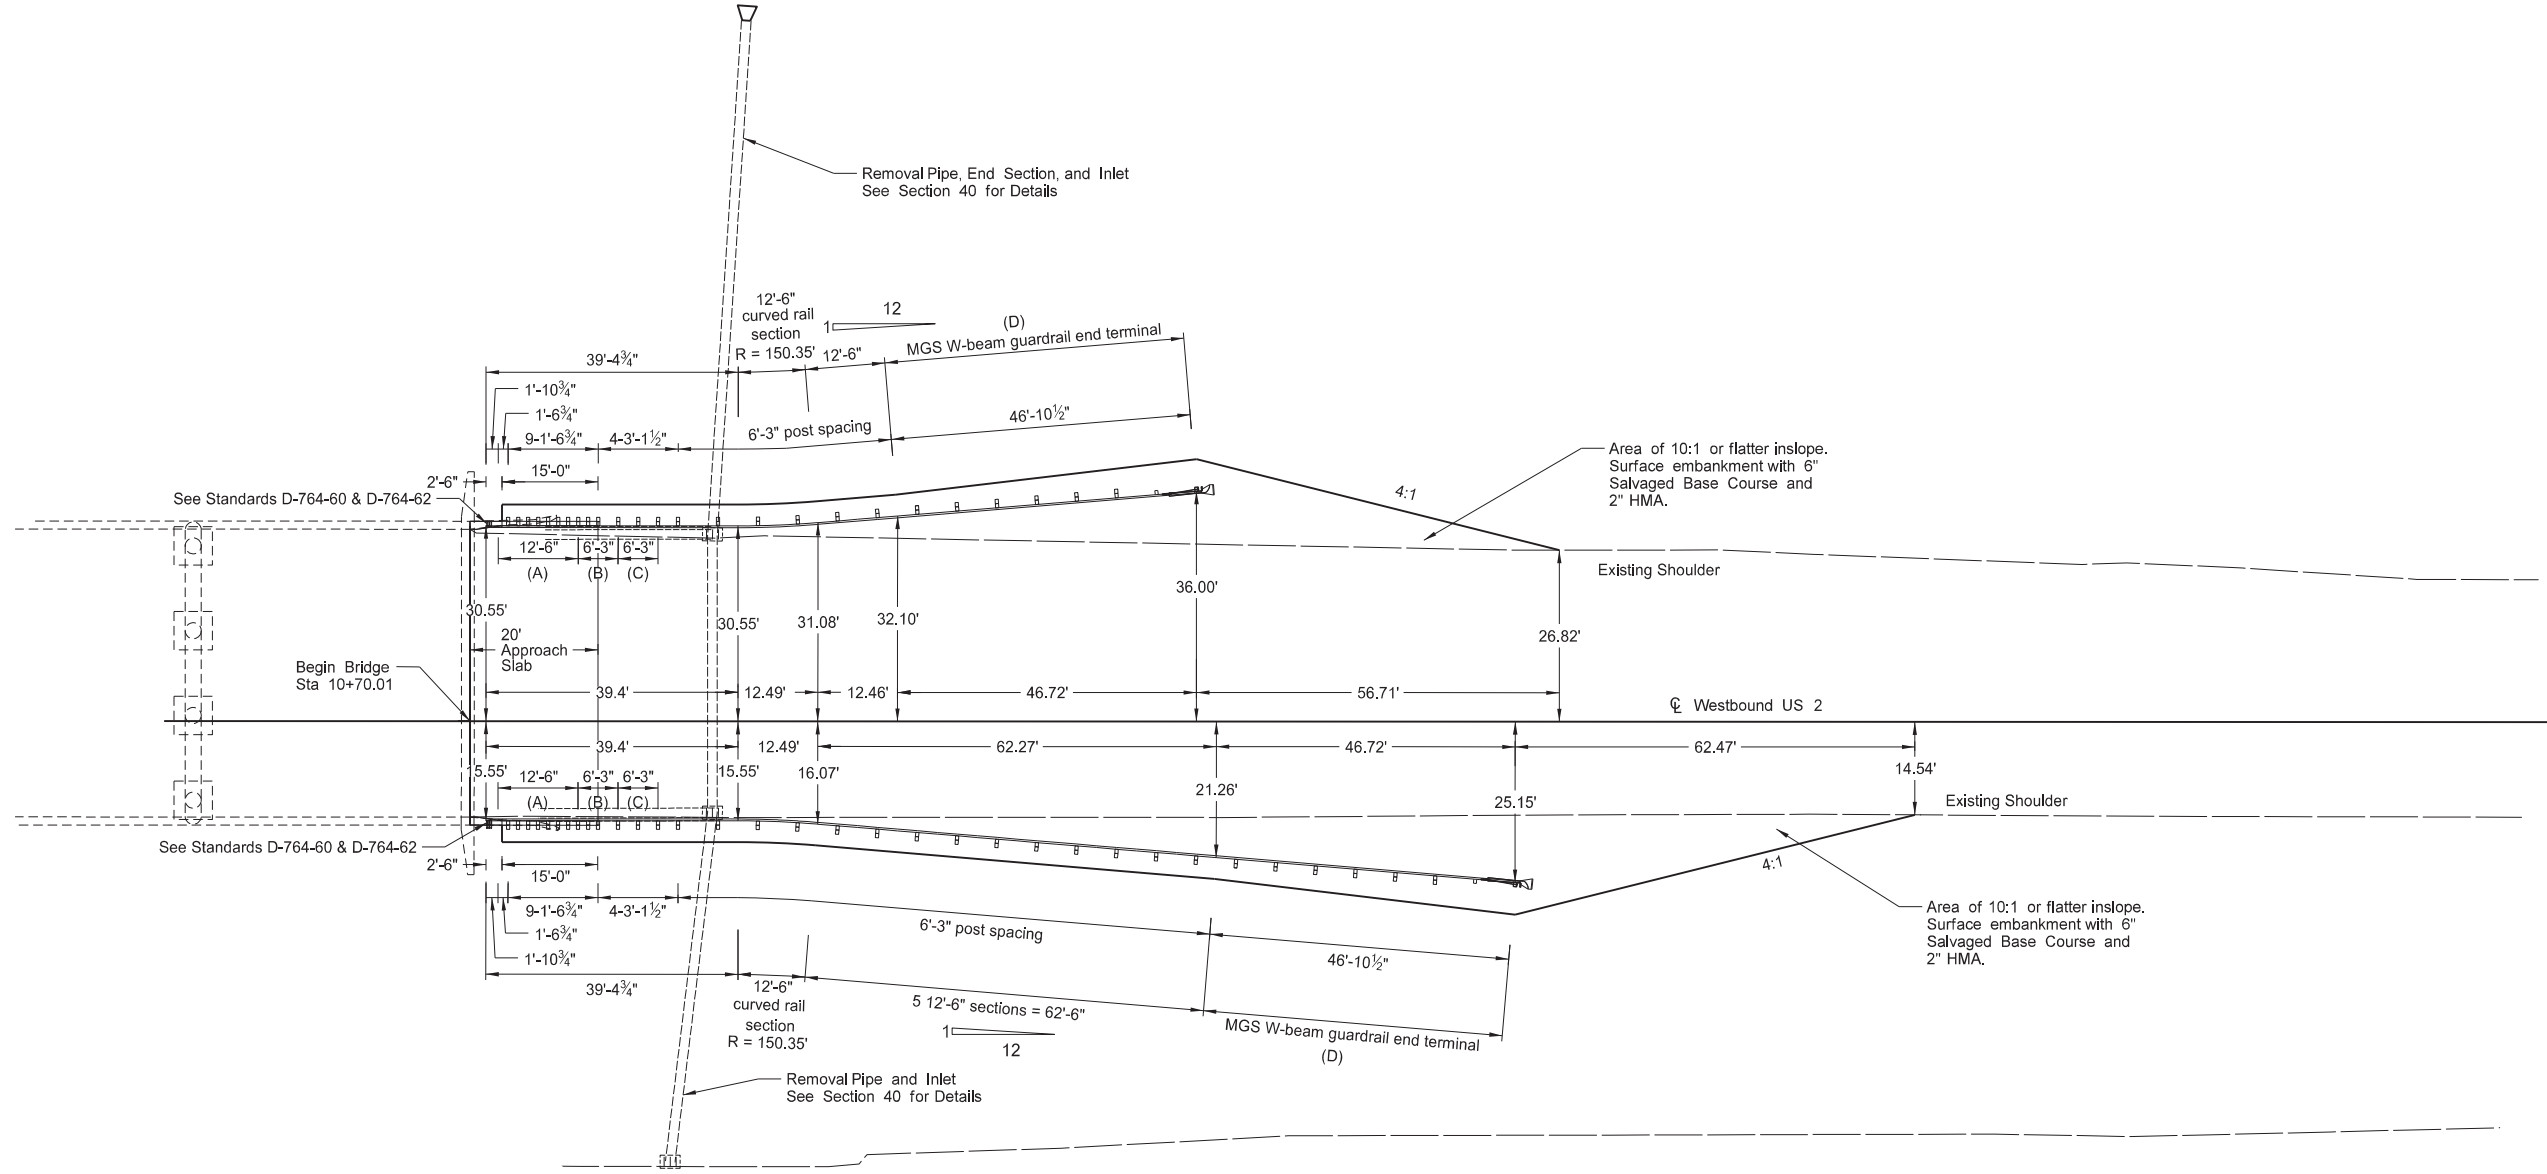 Removal Pipe, End Section, and Inlet
See Section 40 for Details
12'-6"
curved rail
section
R = 150.35'
12
1
(D)
MGS W-beam guardrail end terminal
39'-4¾"
12'-6"
1'-10¾"
1'-6¾"
46'-10½"
9-1'-6¾"
4-3'-1½"
6'-3" post spacing
15'-0"
2'-6"
See Standards D-764-60 & D-764-62
Area of 10:1 or flatter inslope.
Surface embankment with 6"
Salvaged Base Course and
2" HMA.
4:1
12'-6"
6'-3"
6'-3"
(A)
(B)
(C)
Existing Shoulder
30.55'
30.55'
31.08'
32.10'
36.00'
26.82'
20'
Approach
Slab
Begin Bridge
Sta 10+70.01
39.4'
12.49'
12.46'
46.72'
56.71'
℄ Westbound US 2
39.4'
12.49'
62.27'
46.72'
62.47'
15.55'
15.55'
16.07'
21.26'
25.15'
14.54'
12'-6"
6'-3"
6'-3"
(A)
(B)
(C)
Existing Shoulder
See Standards D-764-60 & D-764-62
2'-6"
15'-0"
4:1
9-1'-6¾"
4-3'-1½"
1'-6¾"
1'-10¾"
6'-3" post spacing
46'-10½"
Area of 10:1 or flatter inslope.
Surface embankment with 6"
Salvaged Base Course and
2" HMA.
39'-4¾"
12'-6"
curved rail
section
R = 150.35'
5 12'-6" sections = 62'-6"
1
12
MGS W-beam guardrail end terminal
(D)
Removal Pipe and Inlet
See Section 40 for Details